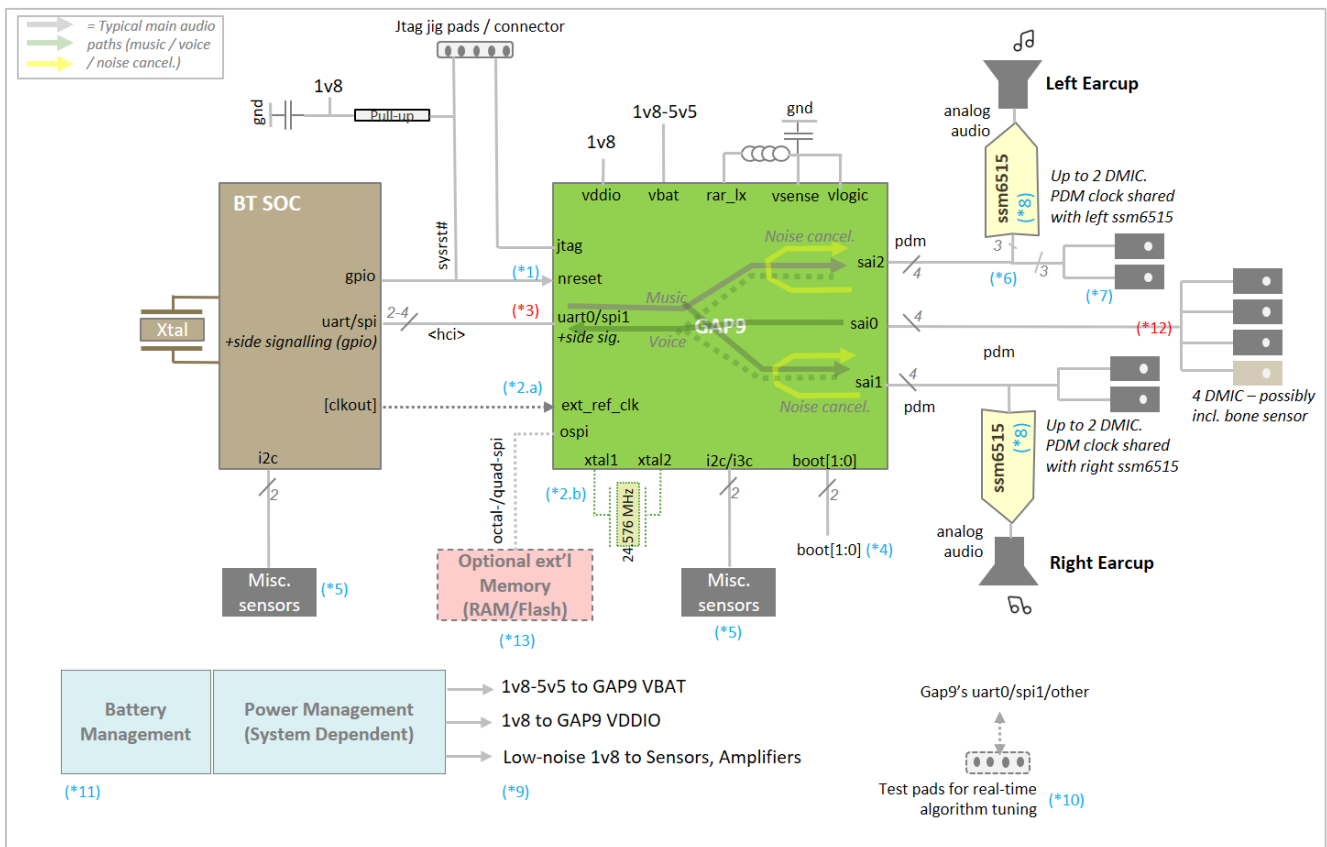 = Typical main audio
paths (music / voice
/ noise cancel.)
Jtag jig pads / connector
1v8
gnd
Pull-up
sysrst#
1v8
1v8-5v5
gnd
vddio
vbat
rar_lx
vsense
vlogic
BT SOC
gpio
uart/spi
+side signalling (gpio)
[clkout]
i2c
Xtal
2-4
<hci>
(*1)
(*3)
(*2.a)
(*2.b)
jtag
nreset
uart0/spi1
+side sig.
ext_ref_clk
ospi
xtal1
xtal2
i2c/i3c
boot[1:0]
GAP9
Music
Voice
Noise cancel.
Noise cancel.
sai2
sai0
sai1
pdm
4
4
pdm
4
pdm
Left Earcup
analog
audio
ssm6515
(*8)
Up to 2 DMIC.
PDM clock shared
with left ssm6515
3
3
(*6)
(*7)
(*12)
4 DMIC – possibly
incl. bone sensor
Up to 2 DMIC.
PDM clock shared
with right ssm6515
ssm6515
(*8)
analog
audio
Right Earcup
2
2
2
octal-/quad-spi
24.576 MHz
boot[1:0] (*4)
Misc.
sensors
(*5)
Optional ext'l
Memory
(RAM/Flash)
(*13)
Misc.
sensors
(*5)
Battery
Management
Power Management
(System Dependent)
1v8-5v5 to GAP9 VBAT
1v8 to GAP9 VDDIO
Low-noise 1v8 to Sensors, Amplifiers
(*11)
(*9)
Gap9's uart0/spi1/other
Test pads for real-time
algorithm tuning
(*10)